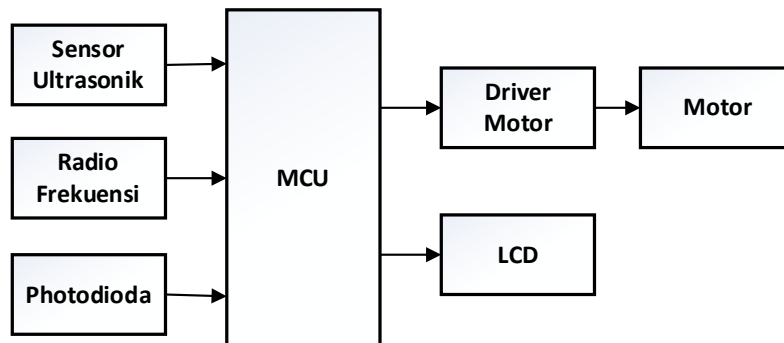 Sensor
Ultrasonik
Radio
Frekuensi
Photodioda
MCU
Driver
Motor
Motor
LCD